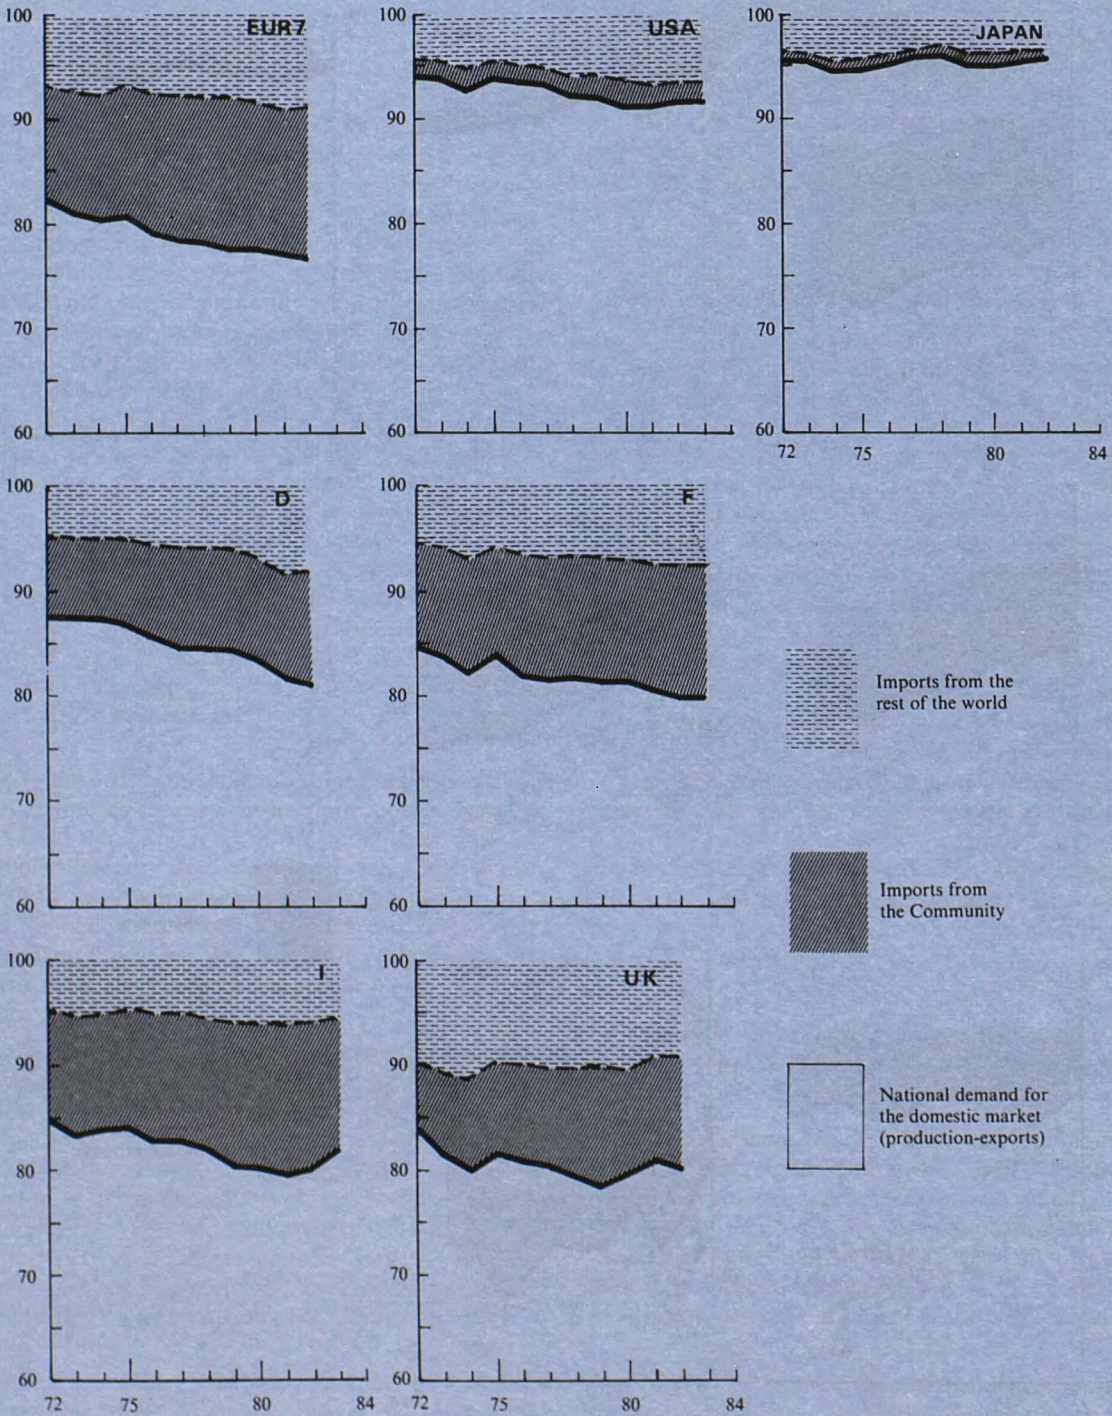 EUR7
100
90
80
70
60
USA
100
90
80
70
60
JAPAN
100
90
80
70
60
72 75 80 84
D
100
90
80
70
60
F
100
90
80
70
60
Imports from the
rest of the world
Imports from
the Community
National demand for
the domestic market
(production-exports)
I
100
90
80
70
60
72 75 80 84
UK
100
90
80
70
60
72 75 80 84